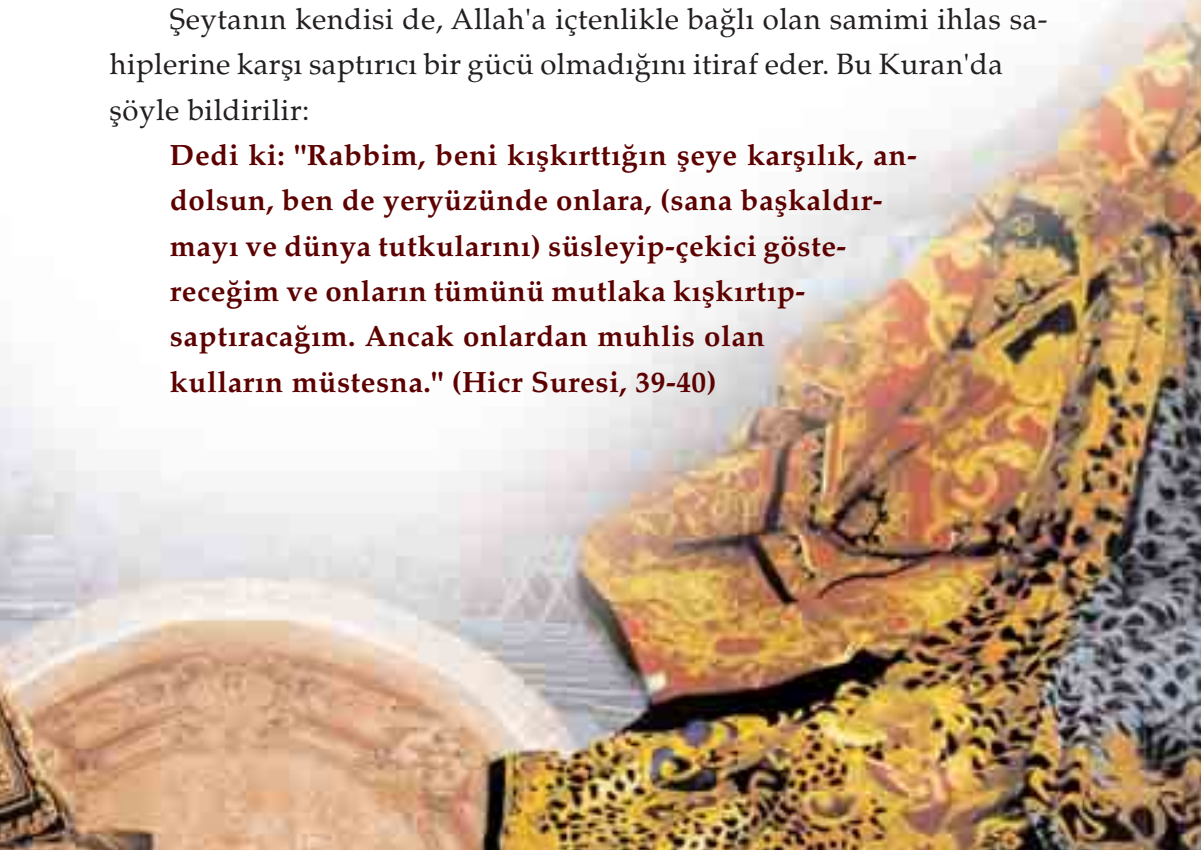 Şeytanın kendisi de, Allah'a içtenlikle bağlı olan samimi ihlas sa-
hiplerine karşı saptırıcı bir gücü olmadığını itiraf eder. Bu Kuran'da
şöyle bildirilir:
Dedi ki: "Rabbim, beni kışkırttığın şeye karşılık, an-
dolsun, ben de yeryüzünde onlara, (sana başkaldır-
mayı ve dünya tutkularını) süsleyip-çekici göste-
receğim ve onların tümünü mutlaka kışkırtıp-
saptıracağım. Ancak onlardan muhlis olan
kulların müstesna." (Hicr Suresi, 39-40)